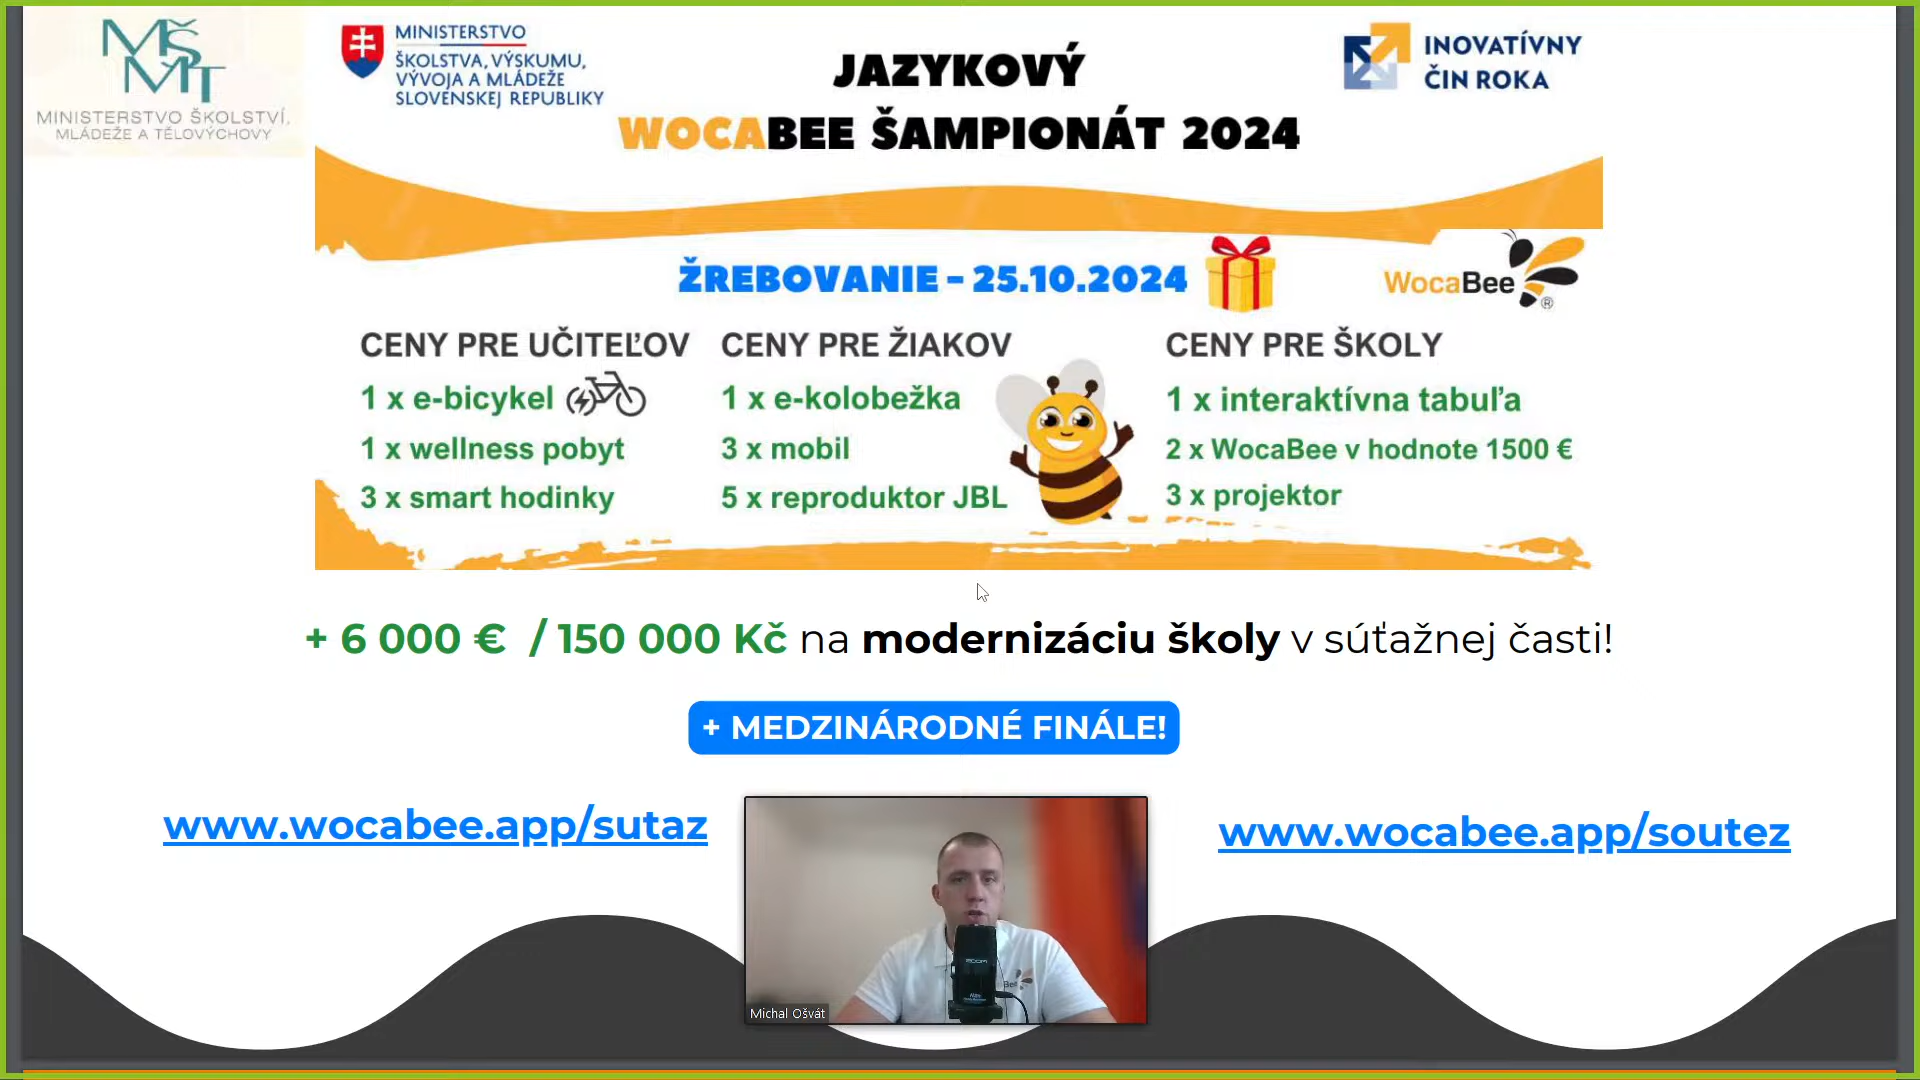 MŠMT
MINISTERSTVO ŠKOLSTVÍ,
MLÁDEŽE A TĚLOVÝCHOVY
MINISTERSTVO
ŠKOLSTVA, VÝSKUMU,
VÝVOJA A MLÁDEŽE
SLOVENSKEJ REPUBLIKY
JAZYKOVÝ
WOCABEE ŠAMPIONÁT 2024
INOVATÍVNY
ČIN ROKA
ŽREBOVANIE - 25.10.2024
WocaBee ®
CENY PRE UČITEĽOV
1 x e-bicykel
1 x wellness pobyt
3 x smart hodinky
CENY PRE ŽIAKOV
1 x e-kolobežka
3 x mobil
5 x reproduktor JBL
CENY PRE ŠKOLY
1 x interaktívna tabuľa
2 x WocaBee v hodnote 1500 €
3 x projektor
+ 6 000 € / 150 000 Kč na modernizáciu školy v súťažnej časti!
+ MEDZINÁRODNÉ FINÁLE!
www.wocabee.app/sutaz
www.wocabee.app/soutez
zoom
Bee
Michal Ošvát